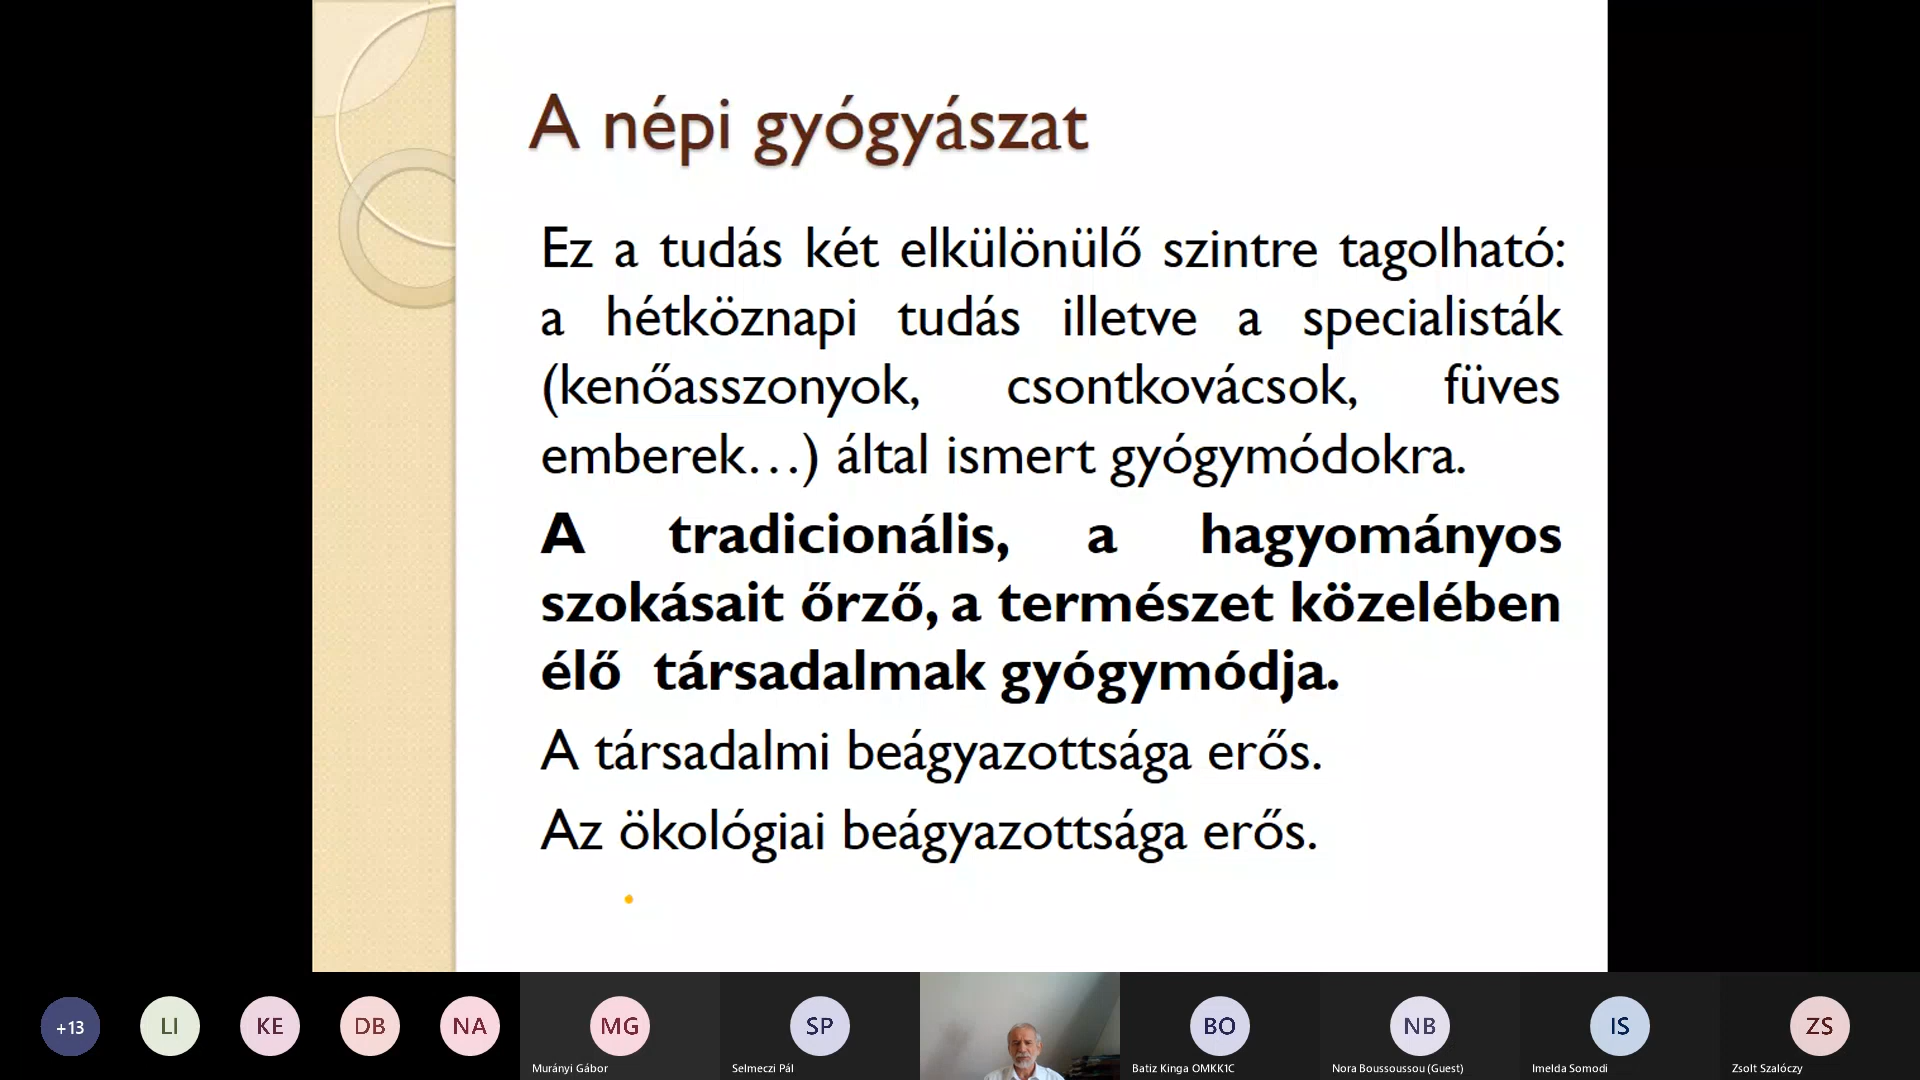 A népi gyógyászat
Ez a tudás két elkülönülő szintre tagolható:
a hétköznapi tudás illetve a specialisták
(kenőasszonyok, csontkovácsok, füves
emberek…) által ismert gyógymódokra.
A tradicionális, a hagyományos
szokásait őrző, a természet közelében
élő társadalmak gyógymódja.
A társadalmi beágyazottsága erős.
Az ökológiai beágyazottsága erős.
+13 LI KE DB NA MG SP BO NB IS ZS
Murányi Gábor Selmeczi Pál Batiz Kinga OMKK1C Nora Boussoussou (Guest) Imelda Somodi Zsolt Szalóczy